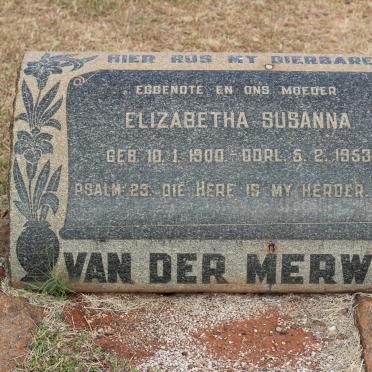 HIER RUS MY DIERBARE
EGGENOTE EN ONS MOEDER
ELIZABETHA SUSANNA
GEB. 10.1.1900.-OORL. 5.2.1953
PSALM 23. DIE HERE IS MY HERDER.
VAN DER MERW